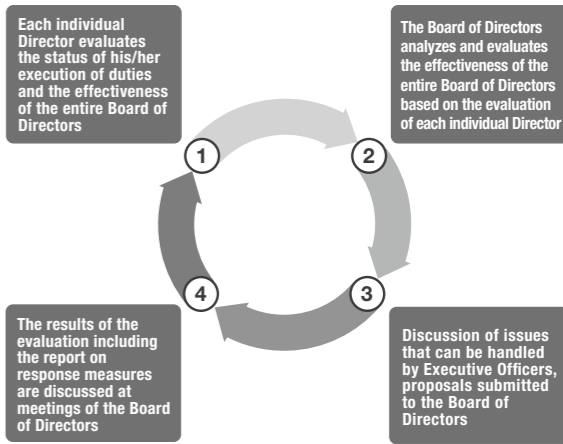 Each individual
Director evaluates
the status of his/her
execution of duties
and the effectiveness
of the entire Board of
Directors
1
The Board of Directors
analyzes and evaluates
the effectiveness of the
entire Board of Directors
based on the evaluation
of each individual Director
2
3
Discussion of issues
that can be handled
by Executive Officers,
proposals submitted
to the Board of
Directors
4
The results of the
evaluation including
the report on
response measures
are discussed at
meetings of the Board
of Directors